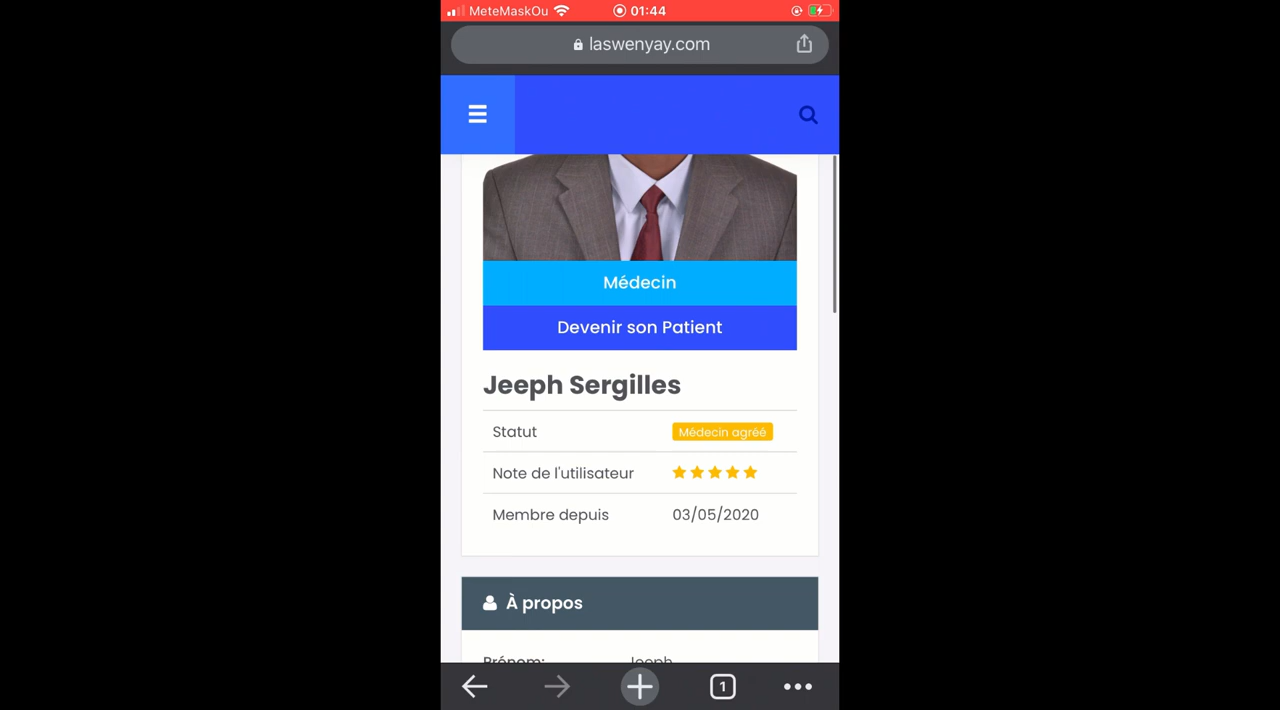 MeteMaskOu 01:44
laswenyay.com
Médecin
Devenir son Patient
Jeeph Sergilles
Statut Médecin agréé
Note de l'utilisateur
Membre depuis 03/05/2020
À propos
Prénom: Jeeph
1